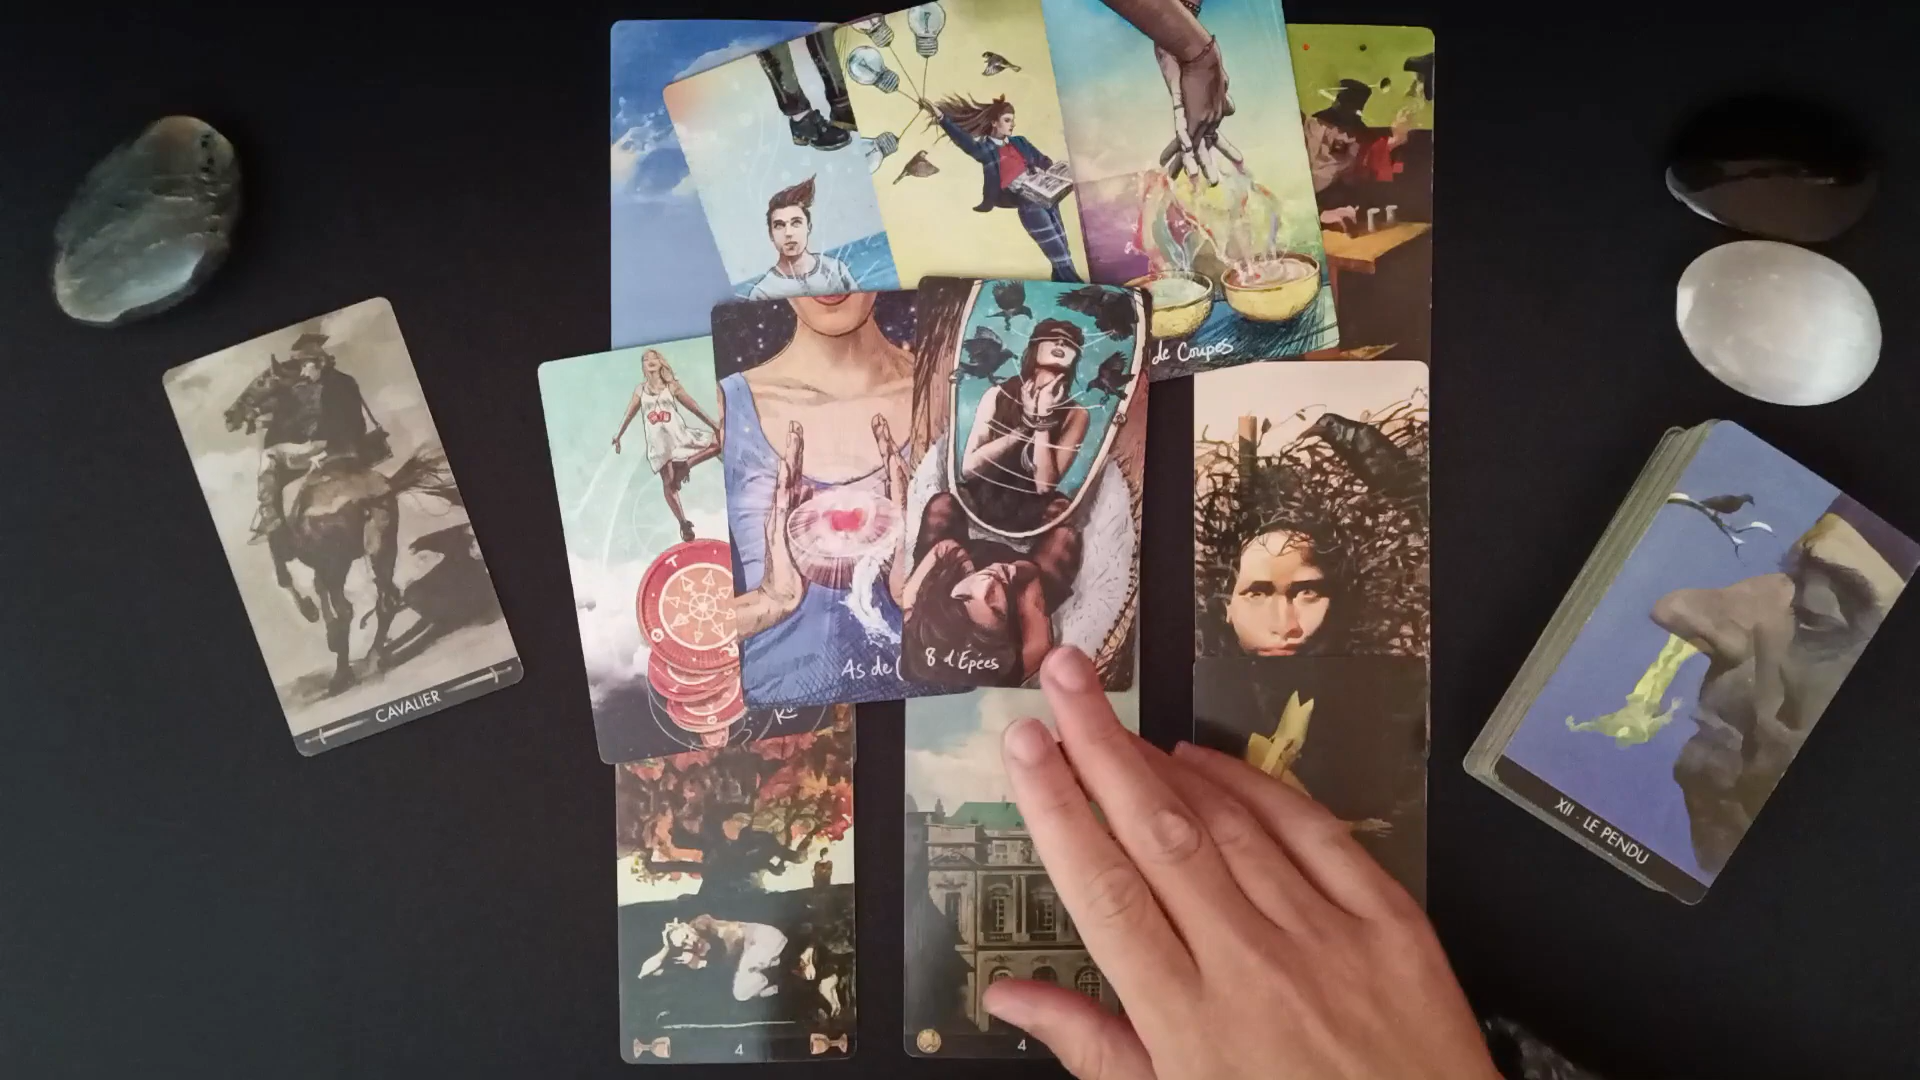 de Coupes
As de
8 d'Épées
CAVALIER
XII - LE PENDU
4
4